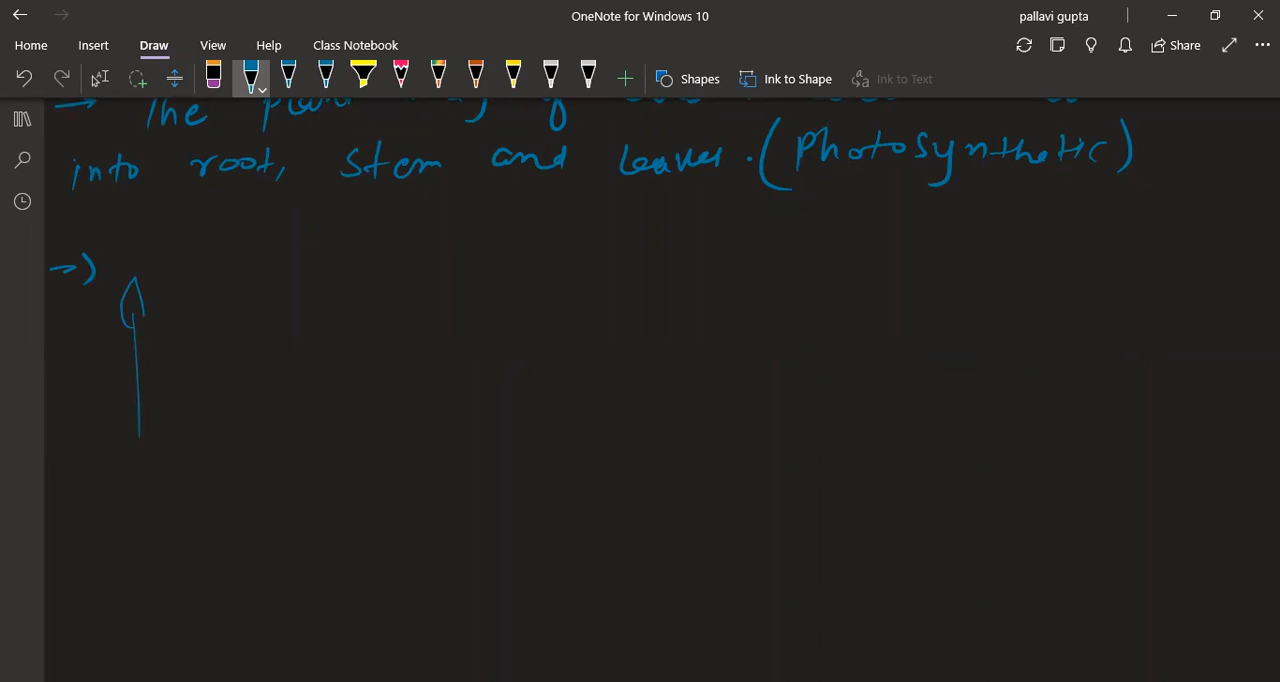 OneNote for Windows 10
pallavi gupta
Home Insert Draw View Help Class Notebook
Share
Shapes Ink to Shape Ink to Text
→ The
into root, Stem and leaves. (Photosynthetic)
→)